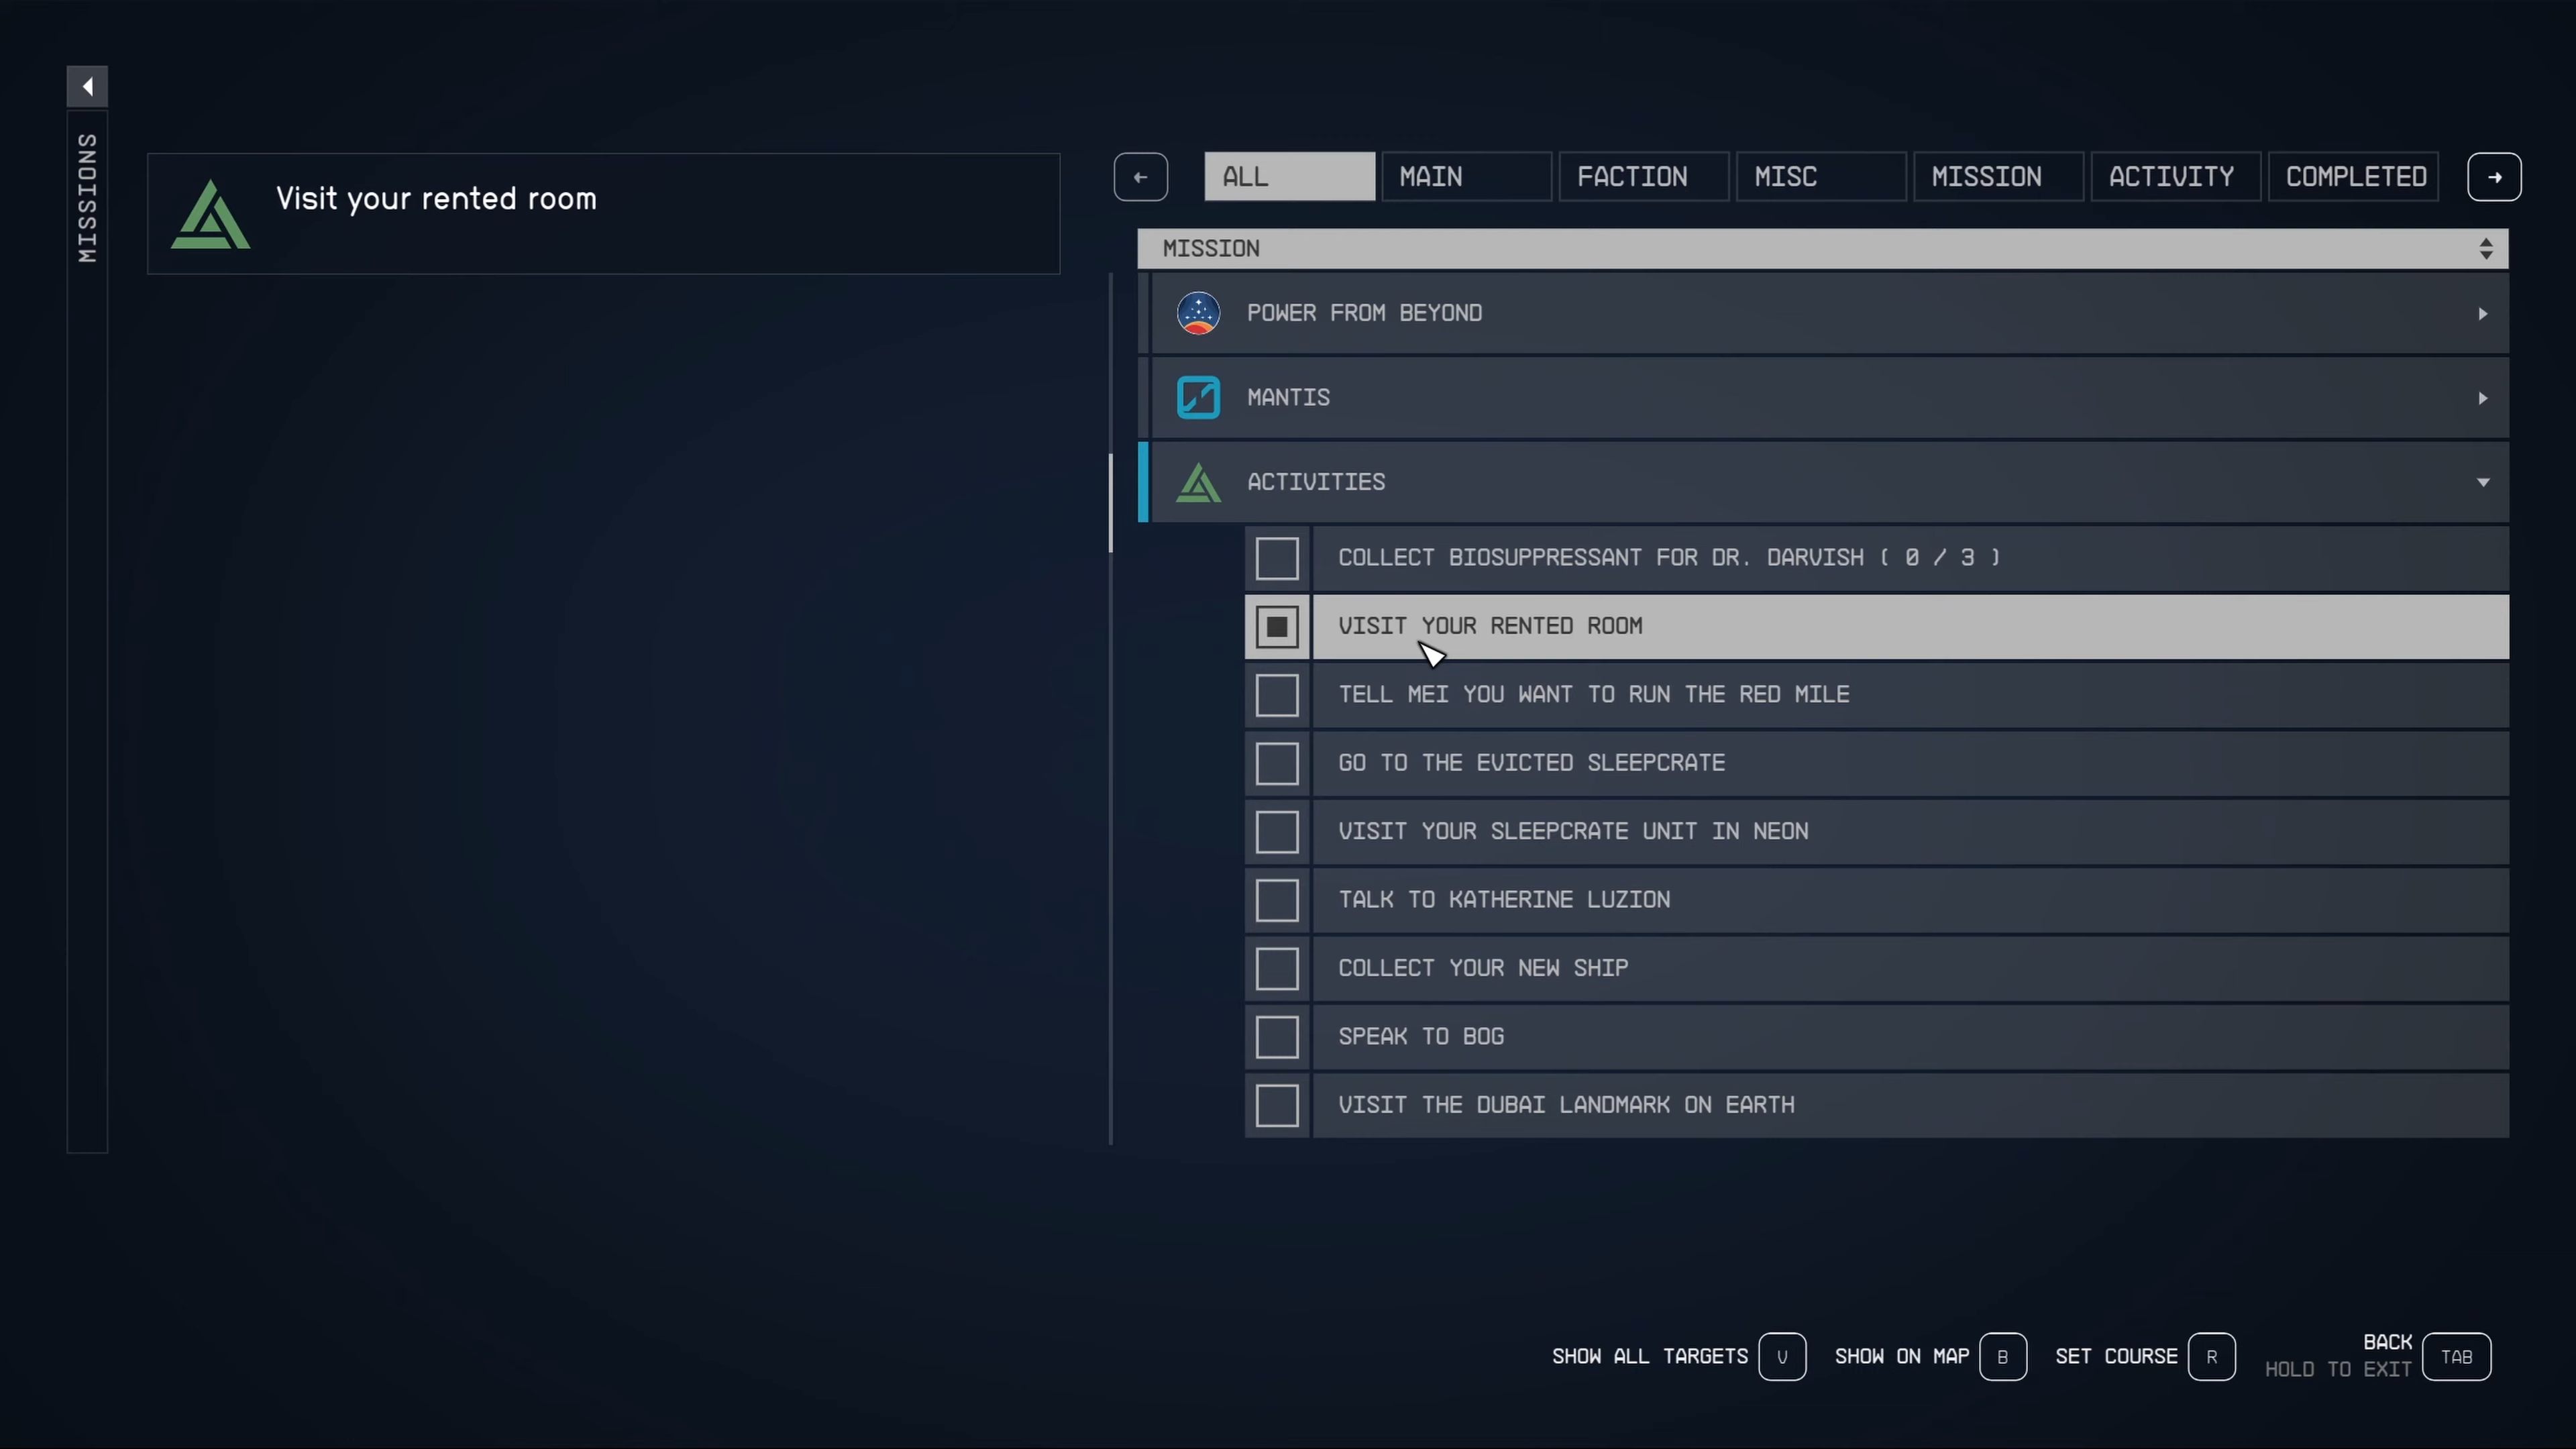 MISSIONS
Visit your rented room
ALL MAIN FACTION MISC MISSION ACTIVITY COMPLETED
MISSION
POWER FROM BEYOND
MANTIS
ACTIVITIES
COLLECT BIOSUPPRESSANT FOR DR. DARVISH ( 0 / 3 )
VISIT YOUR RENTED ROOM
TELL MEI YOU WANT TO RUN THE RED MILE
GO TO THE EVICTED SLEEPCRATE
VISIT YOUR SLEEPCRATE UNIT IN NEON
TALK TO KATHERINE LUZION
COLLECT YOUR NEW SHIP
SPEAK TO BOG
VISIT THE DUBAI LANDMARK ON EARTH
SHOW ALL TARGETS V SHOW ON MAP B SET COURSE R BACK TAB
HOLD TO EXIT